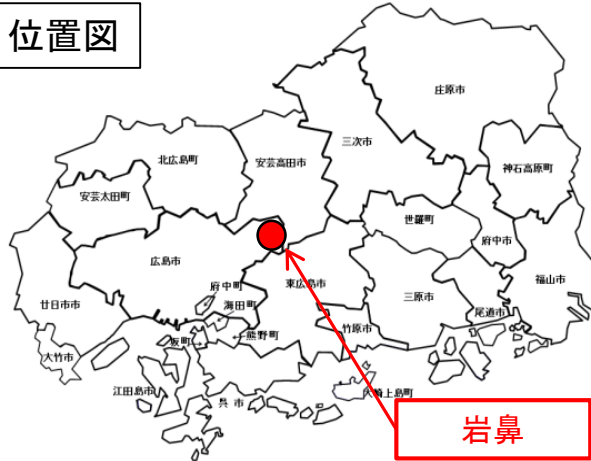 位置図
庄原市
三次市
北広島町
安芸高田市
神石高原町
安芸太田町
世羅町
府中市
広島市
府中町
東広島市
三原市
福山市
廿日市市
海田町
尾道市
竹原市
坂町
熊野町
大竹市
江田島市
呉市
大崎上島町
岩鼻